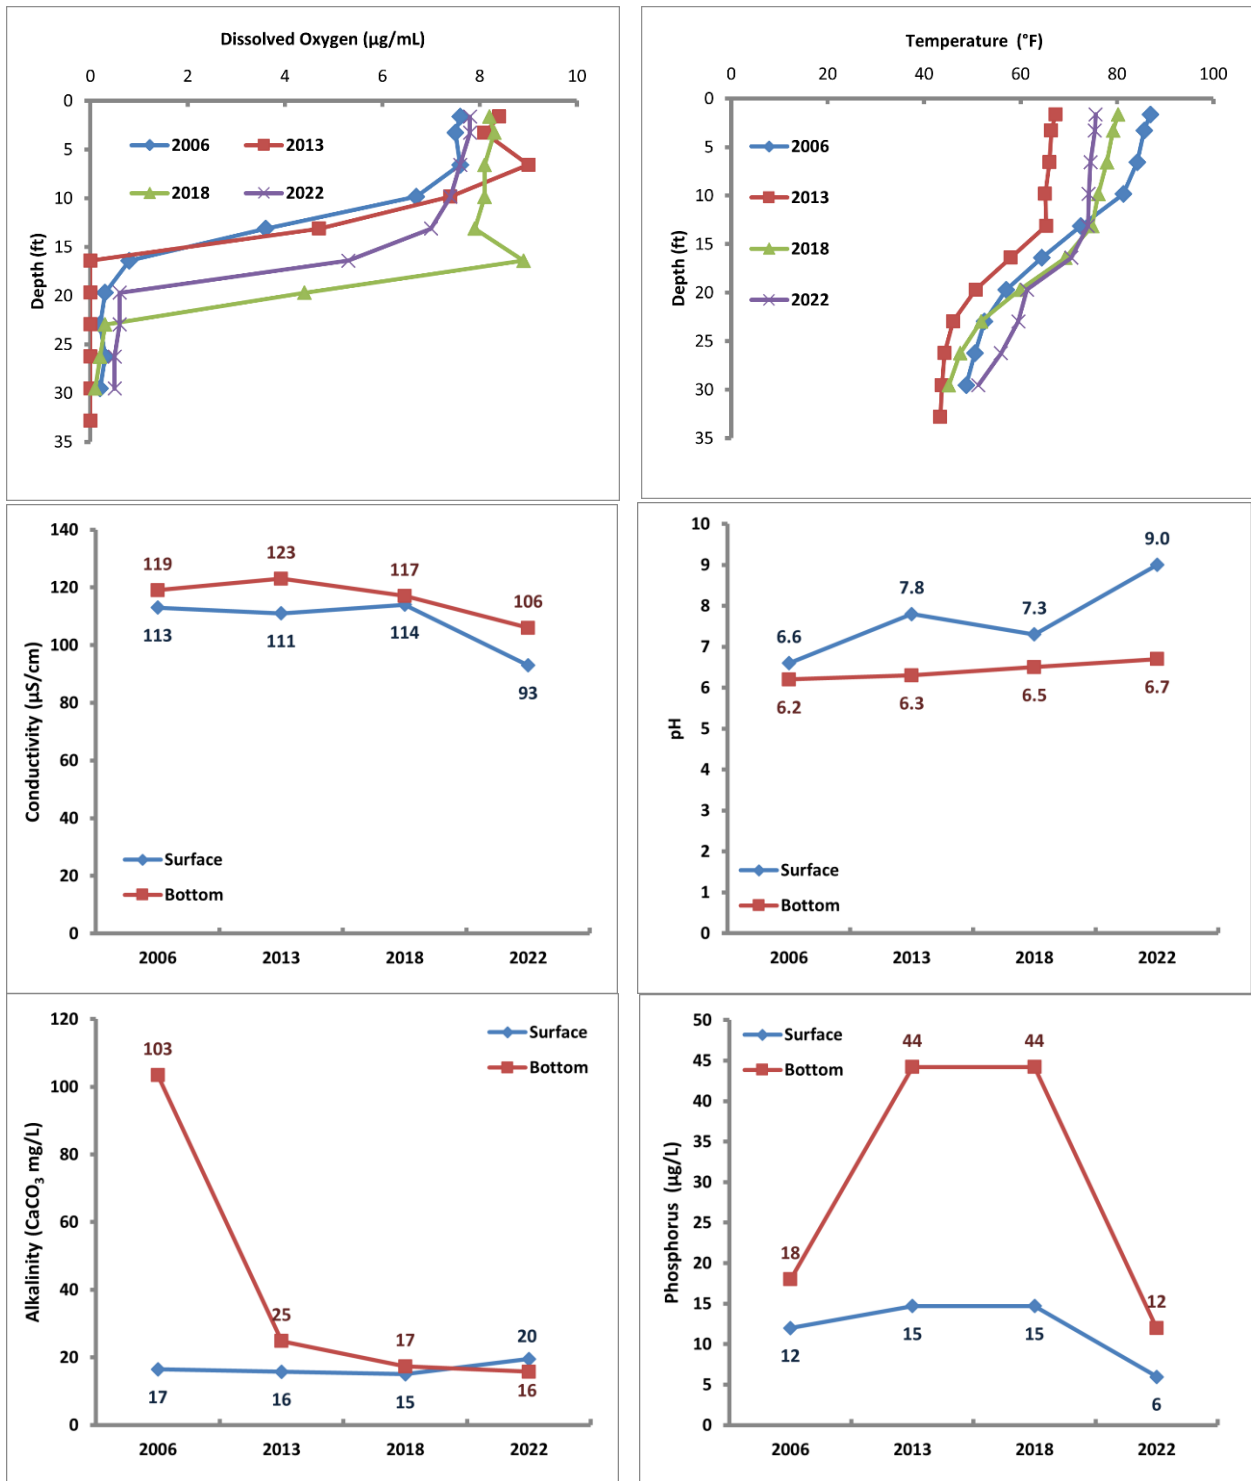 Dissolved Oxygen (µg/mL)
0 2 4 6 8 10
0
5
10
15
20
25
30
35
Depth (ft)
2006 2013
2018 2022
Temperature (°F)
0 20 40 60 80 100
0
5
10
15
20
25
30
35
Depth (ft)
2006
2013
2018
2022
140
120
100
80
60
40
20
0
Conductivity (µS/cm)
119 123 117 106
113 111 114 93
Surface
Bottom
2006 2013 2018 2022
10
9
8
7
6
5
4
3
2
1
0
pH
6.6 7.8 7.3 9.0
6.2 6.3 6.5 6.7
Surface
Bottom
2006 2013 2018 2022
120
100
80
60
40
20
0
Alkalinity (CaCO₃ mg/L)
Surface
Bottom
103 25 17 20
17 16 15 16
2006 2013 2018 2022
50
45
40
35
30
25
20
15
10
5
0
Phosphorus (µg/L)
Surface
Bottom
18 44 44 12
12 15 15 6
2006 2013 2018 2022